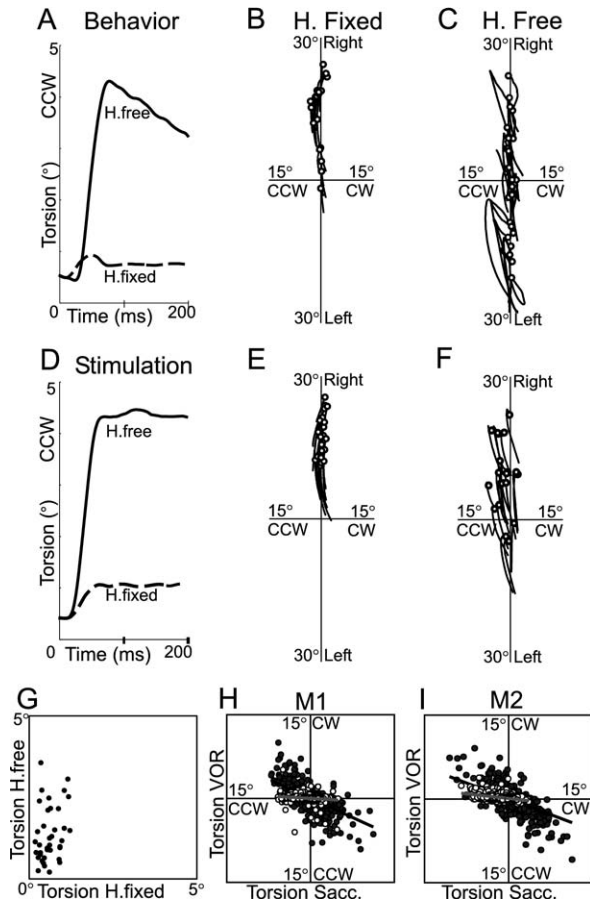 A Behavior
B H. Fixed
C H. Free
5
CCW
Torsion (°)
H.free
H.fixed
0 Time (ms) 200
30° Right
15°
CCW
15°
CW
30° Left
30° Right
15°
CCW
15°
CW
30° Left
D Stimulation
E
F
5
CCW
Torsion (°)
H.free
H.fixed
0 Time (ms) 200
30° Right
15°
CCW
15°
CW
30° Left
30° Right
15°
CCW
15°
CW
30° Left
G
H M1
I M2
5°
Torsion H.free
0° Torsion H.fixed 5°
Torsion VOR
15° CW
15°
CCW
15° CCW
Torsion Sacc.
Torsion VOR
15° CW
15°
CW
15° CCW
Torsion Sacc.